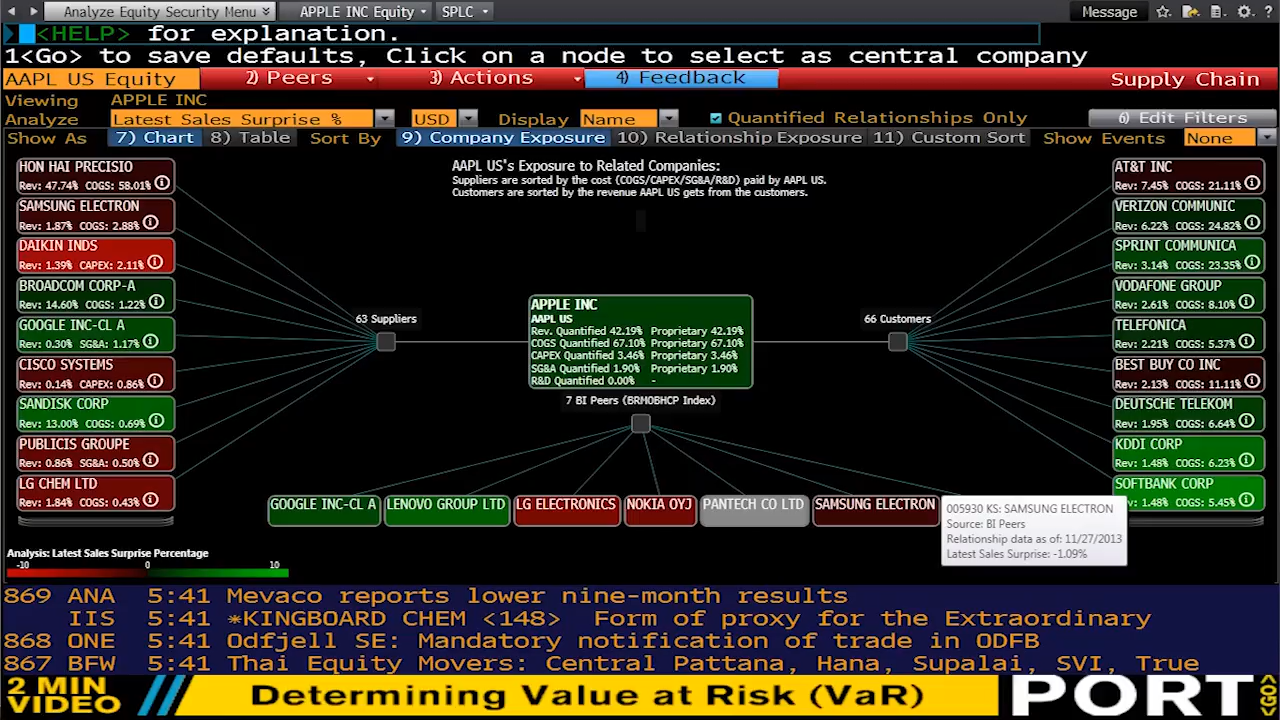 Analyze Equity Security Menu
APPLE INC Equity
SPLC
Message
?
<HELP> for explanation.
1<Go> to save defaults, Click on a node to select as central company
AAPL US Equity 2) Peers 3) Actions 4) Feedback Supply Chain
Viewing APPLE INC
Analyze Latest Sales Surprise % USD Display Name Quantified Relationships Only 6) Edit Filters
Show As 7) Chart 8) Table Sort By 9) Company Exposure 10) Relationship Exposure 11) Custom Sort Show Events None
AAPL US's Exposure to Related Companies:
Suppliers are sorted by the cost (COGS/CAPEX/SG&A/R&D) paid by AAPL US.
Customers are sorted by the revenue AAPL US gets from the customers.
HON HAI PRECISIO
Rev: 47.74% COGS: 58.01%
SAMSUNG ELECTRON
Rev: 1.87% COGS: 2.88%
DAIKIN INDS
Rev: 1.39% CAPEX: 2.11%
BROADCOM CORP-A
Rev: 14.60% COGS: 1.22%
GOOGLE INC-CL A
Rev: 0.30% SG&A: 1.17%
CISCO SYSTEMS
Rev: 0.14% CAPEX: 0.86%
SANDISK CORP
Rev: 13.00% COGS: 0.69%
PUBLICIS GROUPE
Rev: 0.86% SG&A: 0.50%
LG CHEM LTD
Rev: 1.84% COGS: 0.43%
63 Suppliers
APPLE INC
AAPL US
Rev. Quantified 42.19% Proprietary 42.19%
COGS Quantified 67.10% Proprietary 67.10%
CAPEX Quantified 3.46% Proprietary 3.46%
SG&A Quantified 1.90% Proprietary 1.90%
R&D Quantified 0.00% -
7 BI Peers (BRMOBHCP Index)
66 Customers
AT&T INC
Rev: 7.45% COGS: 21.11%
VERIZON COMMUNIC
Rev: 6.22% COGS: 24.82%
SPRINT COMMUNICA
Rev: 3.14% COGS: 23.35%
VODAFONE GROUP
Rev: 2.61% COGS: 8.10%
TELEFONICA
Rev: 2.21% COGS: 5.37%
BEST BUY CO INC
Rev: 2.13% COGS: 11.11%
DEUTSCHE TELEKOM
Rev: 1.95% COGS: 6.64%
KDDI CORP
Rev: 1.48% COGS: 6.23%
SOFTBANK CORP
1.48% COGS: 5.45%
GOOGLE INC-CL A
LENOVO GROUP LTD
LG ELECTRONICS
NOKIA OYJ
PANTECH CO LTD
SAMSUNG ELECTRON
005930 KS: SAMSUNG ELECTRON
Source: BI Peers
Relationship data as of: 11/27/2013
Latest Sales Surprise: -1.09%
Analysis: Latest Sales Surprise Percentage
-10 0 10
869 ANA 5:41 Mevaco reports lower nine-month results
IIS 5:41 *KINGBOARD CHEM <148> Form of proxy for the Extraordinary
868 ONE 5:41 Odfjell SE: Mandatory notification of trade in ODFB
867 BFW 5:41 Thai Equity Movers: Central Pattana, Hana, Supalai, SVI, True
2 MIN
VIDEO
Determining Value at Risk (VaR)
PORT
<GO>